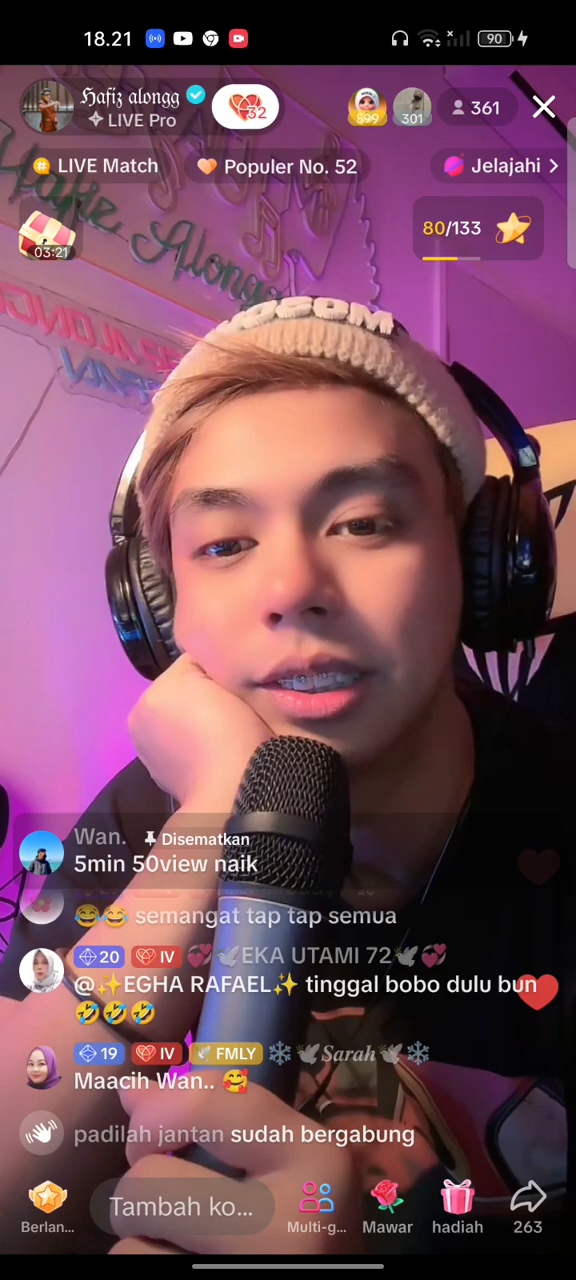 18.21
90
Hafiz alongg
32
LIVE Pro
599
301
361
LIVE Match
Populer No. 52
Jelajahi >
03:21
80/133
Hafiz Along
Wan. Disematkan
5min 50view naik
😂😂 semangat tap tap semua
20 IV 💞🕊EKA UTAMI 72🕊💞
@✨EGHA RAFAEL✨ tinggal bobo dulu bun
🤣🤣🤣
19 IV FMLY ❄️🕊Sarah🕊❄️
Maacih Wan.. 🥰
padilah jantan sudah bergabung
Tambah ko...
Berlan...
Multi-g...
Mawar
hadiah
263